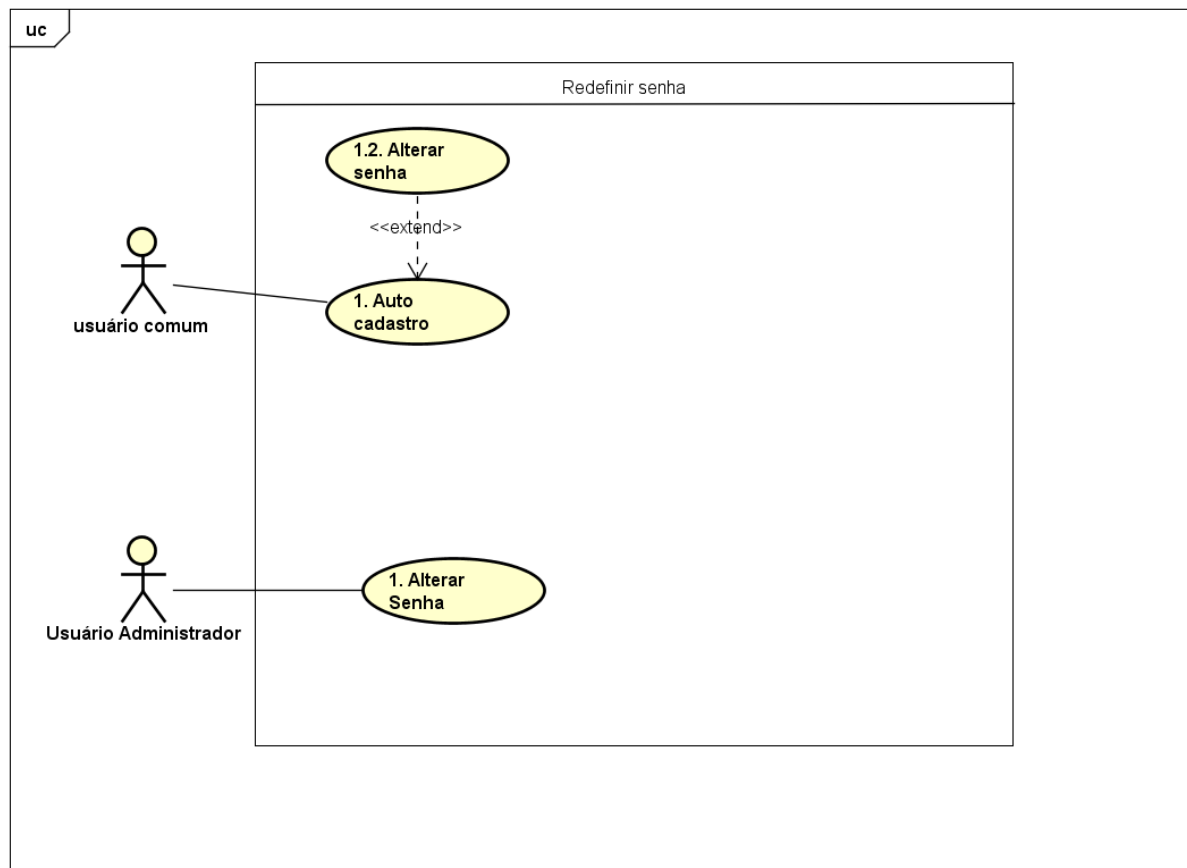 uc
Redefinir senha
1.2. Alterar
senha
<<extend>>
1. Auto
cadastro
usuário comum
1. Alterar
Senha
Usuário Administrador